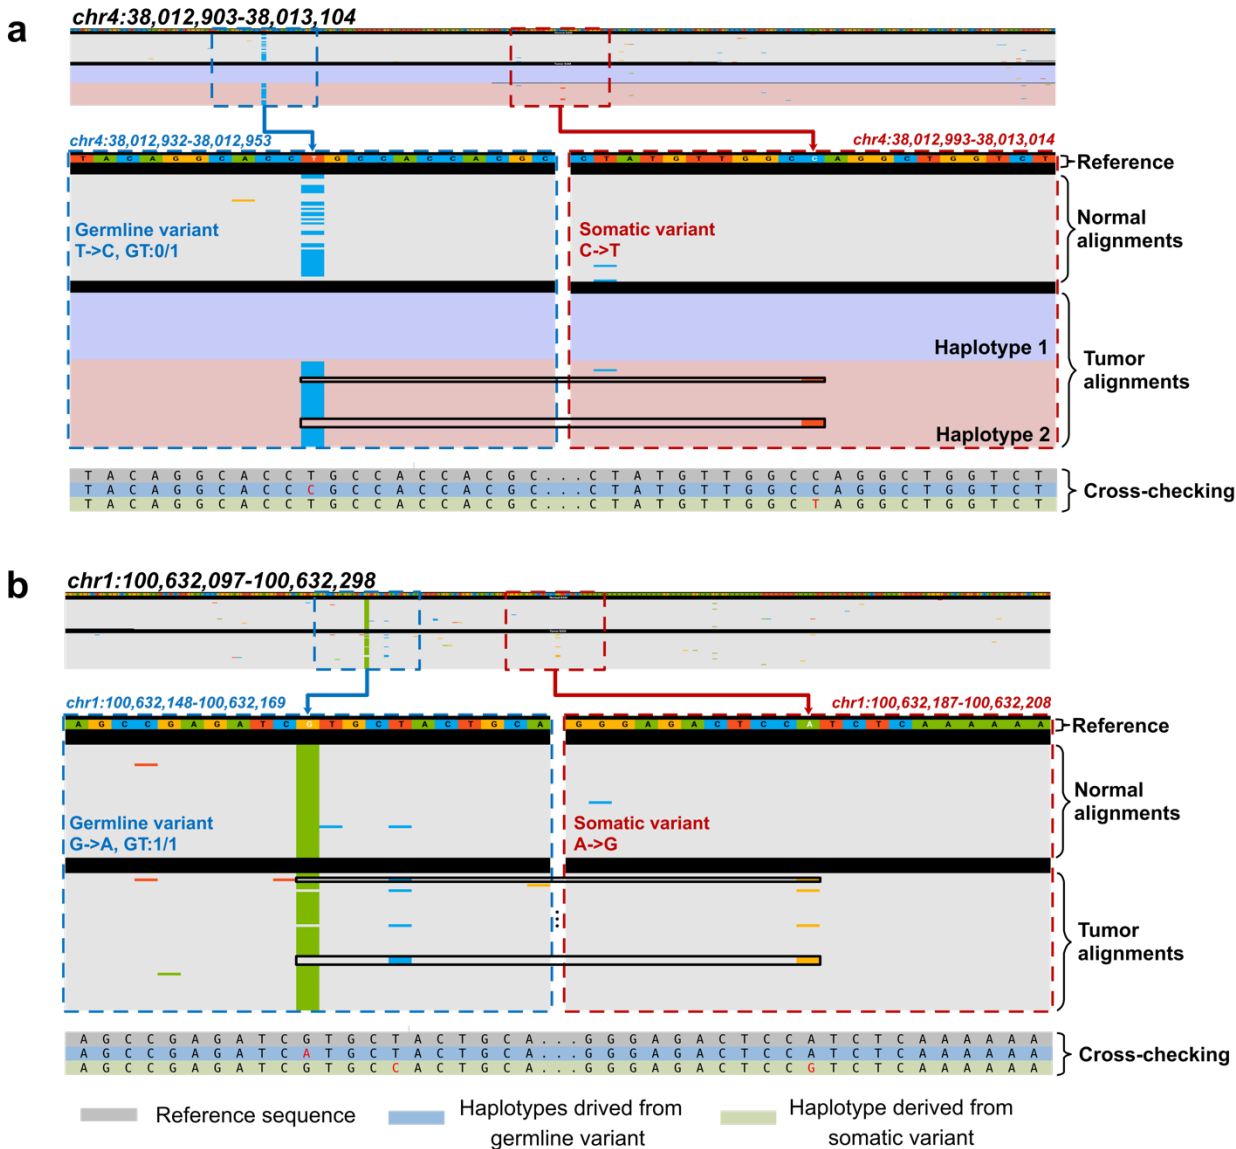 a
chr4:38,012,903-38,013,104
chr4:38,012,932-38,012,953
chr4:38,012,993-38,013,014
T A C A G G C A C C T G C C A C C A C G C
C T A T G T T G G C C A G G C T G G T C T
Reference
Germline variant
T->C, GT:0/1
Somatic variant
C->T
Normal
alignments
Haplotype 1
Tumor
alignments
Haplotype 2
T A C A G G C A C C T G C C A C C A C G C . . . C T A T G T T G G C C A G G C T G G T C T
T A C A G G C A C C C G C C A C C A C G C . . . C T A T G T T G G C C A G G C T G G T C T
T A C A G G C A C C T G C C A C C A C G C . . . C T A T G T T G G C T A G G C T G G T C T
Cross-checking
b
chr1:100,632,097-100,632,298
chr1:100,632,148-100,632,169
chr1:100,632,187-100,632,208
A G C C G A G A T C G T G C T A C T G C A
G G G A G A C T C C A T C T C A A A A A A
Reference
Germline variant
G->A, GT:1/1
Somatic variant
A->G
Normal
alignments
Tumor
alignments
A G C C G A G A T C G T G C T A C T G C A . . . G G G A G A C T C C A T C T C A A A A A A
A G C C G A G A T C A T G C T A C T G C A . . . G G G A G A C T C C A T C T C A A A A A A
A G C C G A G A T C G T G C C A C T G C A . . . G G G A G A C T C C G T C T C A A A A A A
Cross-checking
Reference sequence
Haplotypes drived from
germline variant
Haplotype derived from
somatic variant